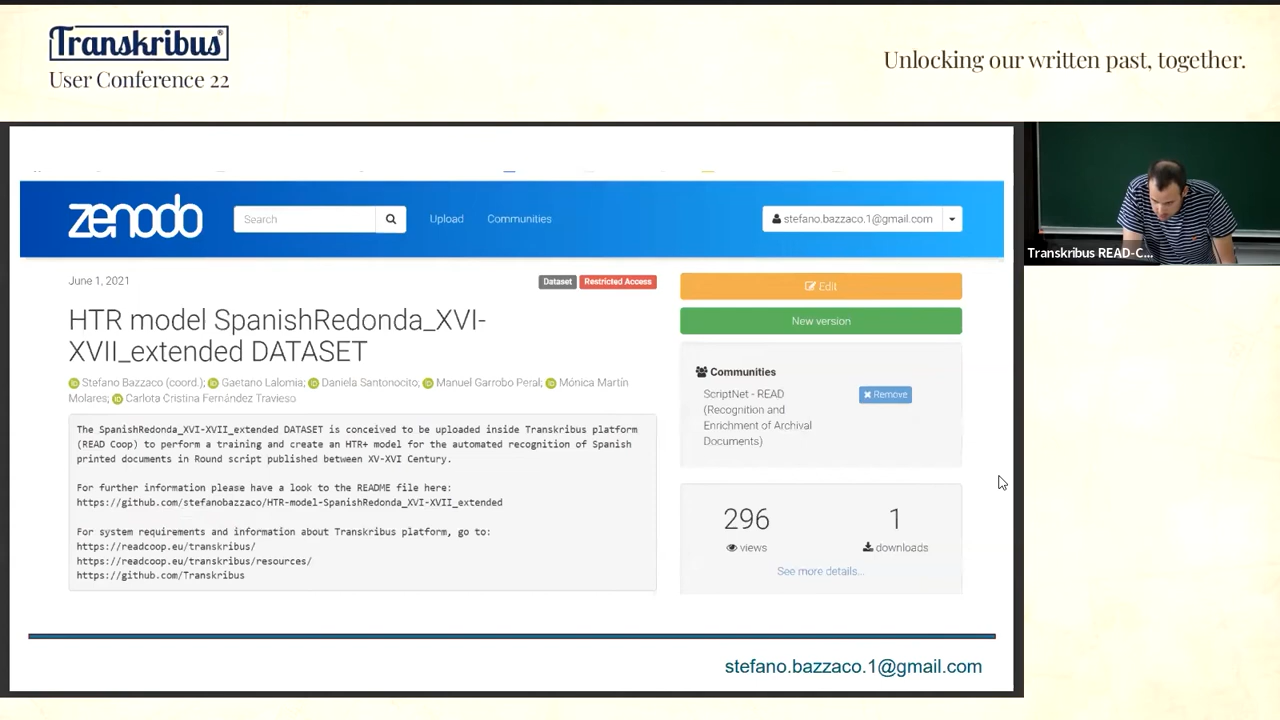 Transkribus®
User Conference 22
Unlocking our written past, together.
zenodo
Search
Upload
Communities
stefano.bazzaco.1@gmail.com
June 1, 2021
Dataset
Restricted Access
HTR model SpanishRedonda_XVI-
XVII_extended DATASET
Stefano Bazzaco (coord.); Gaetano Lalomia; Daniela Santonocito; Manuel Garrobo Peral; Mónica Martín
Molares; Carlota Cristina Fernández Travieso
The SpanishRedonda_XVI-XVII_extended DATASET is conceived to be uploaded inside Transkribus platform
(READ Coop) to perform a training and create an HTR+ model for the automated recognition of Spanish
printed documents in Round script published between XV-XVI Century.
For further information please have a look to the README file here:
https://github.com/stefanobazzaco/HTR-model-SpanishRedonda_XVI-XVII_extended
For system requirements and information about Transkribus platform, go to:
https://readcoop.eu/transkribus/
https://readcoop.eu/transkribus/resources/
https://github.com/Transkribus
Edit
New version
Communities
ScriptNet - READ
(Recognition and
Enrichment of Archival
Documents)
Remove
296
views
1
downloads
See more details...
stefano.bazzaco.1@gmail.com
Transkribus READ-C...